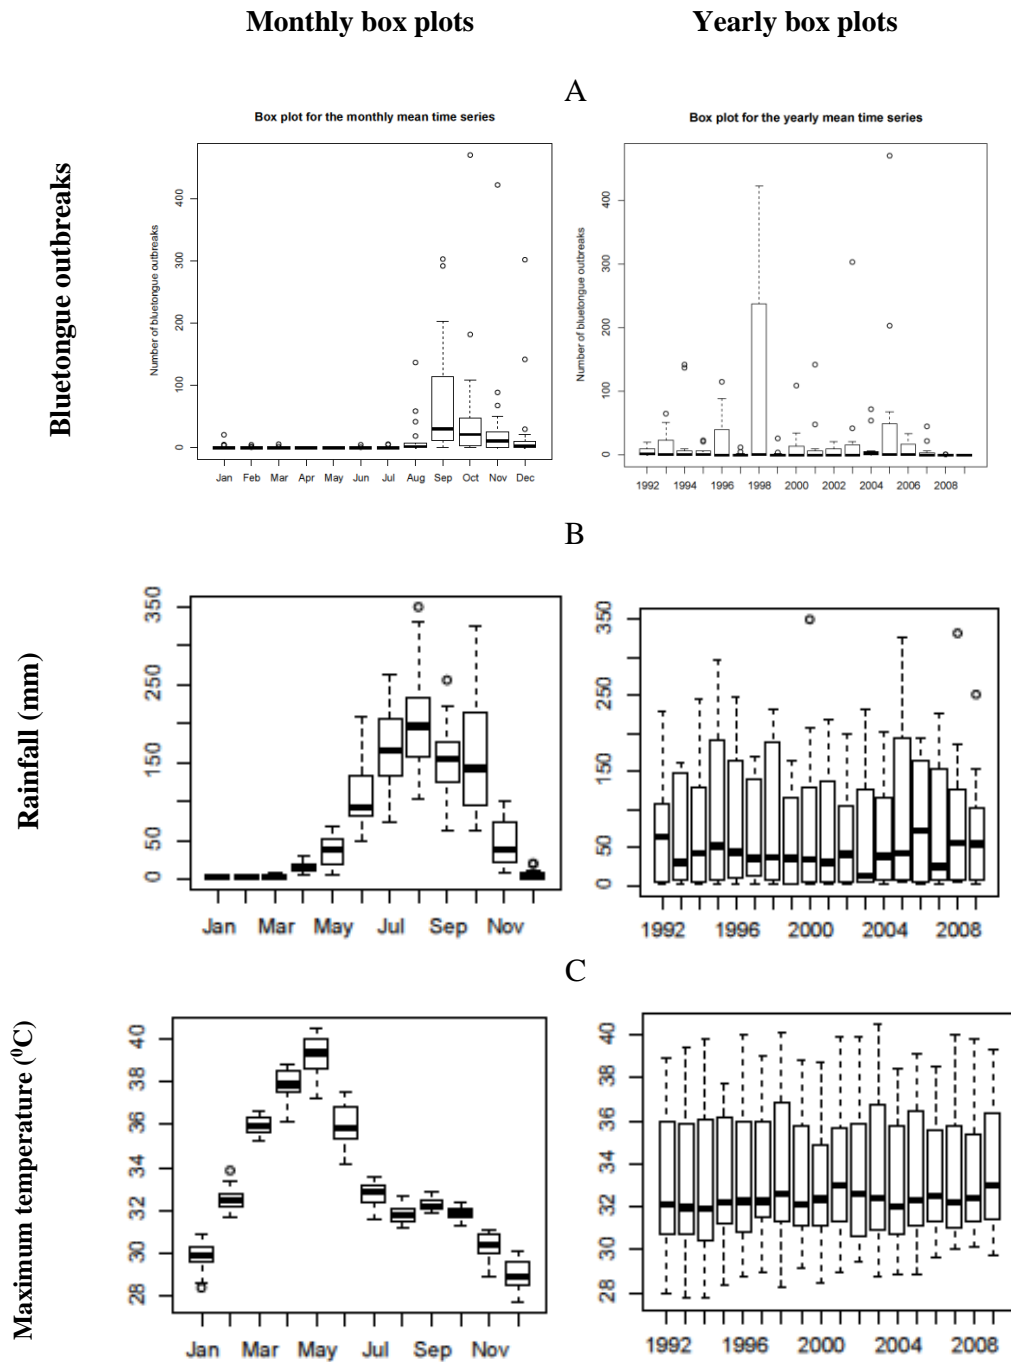 Monthly box plots Yearly box plots
A
Bluetongue outbreaks
Box plot for the monthly mean time series
Number of bluetongue outbreaks
400
300
200
100
0
Jan Feb Mar Apr May Jun Jul Aug Sep Oct Nov Dec
Box plot for the yearly mean time series
Number of bluetongue outbreaks
400
300
200
100
0
1992 1994 1996 1998 2000 2002 2004 2006 2008
B
Rainfall (mm)
350
250
150
50
0
Jan Mar May Jul Sep Nov
350
250
150
50
0
1992 1996 2000 2004 2008
C
Maximum temperature (⁰C)
40
38
36
34
32
30
28
Jan Mar May Jul Sep Nov
40
38
36
34
32
30
28
1992 1996 2000 2004 2008